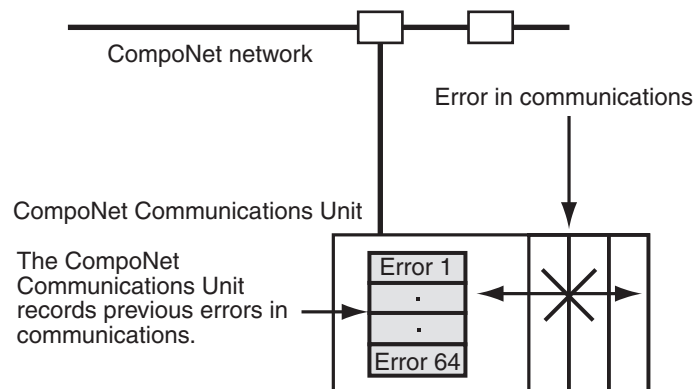 CompoNet network
Error in communications
CompoNet Communications Unit
The CompoNet
Communications Unit
records previous errors in
communications.
Error 1
.
.
Error 64